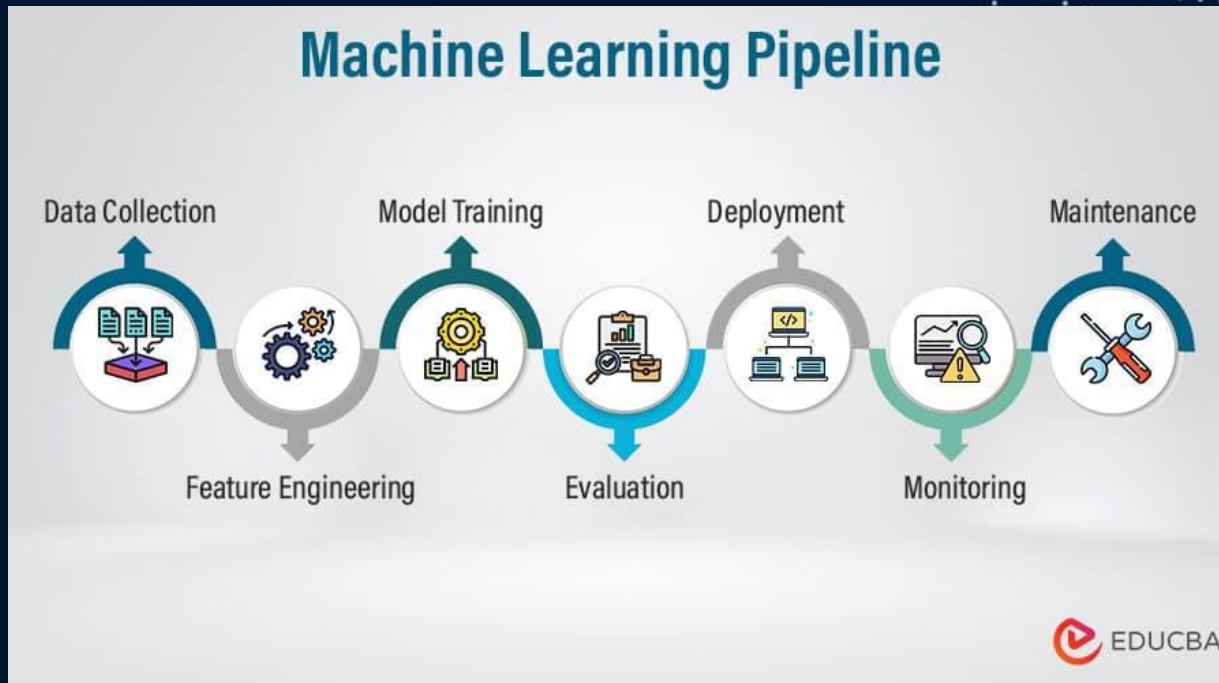 Machine Learning Pipeline
Data Collection
Model Training
Deployment
Maintenance
</>
Feature Engineering
Evaluation
Monitoring
EDUCBA